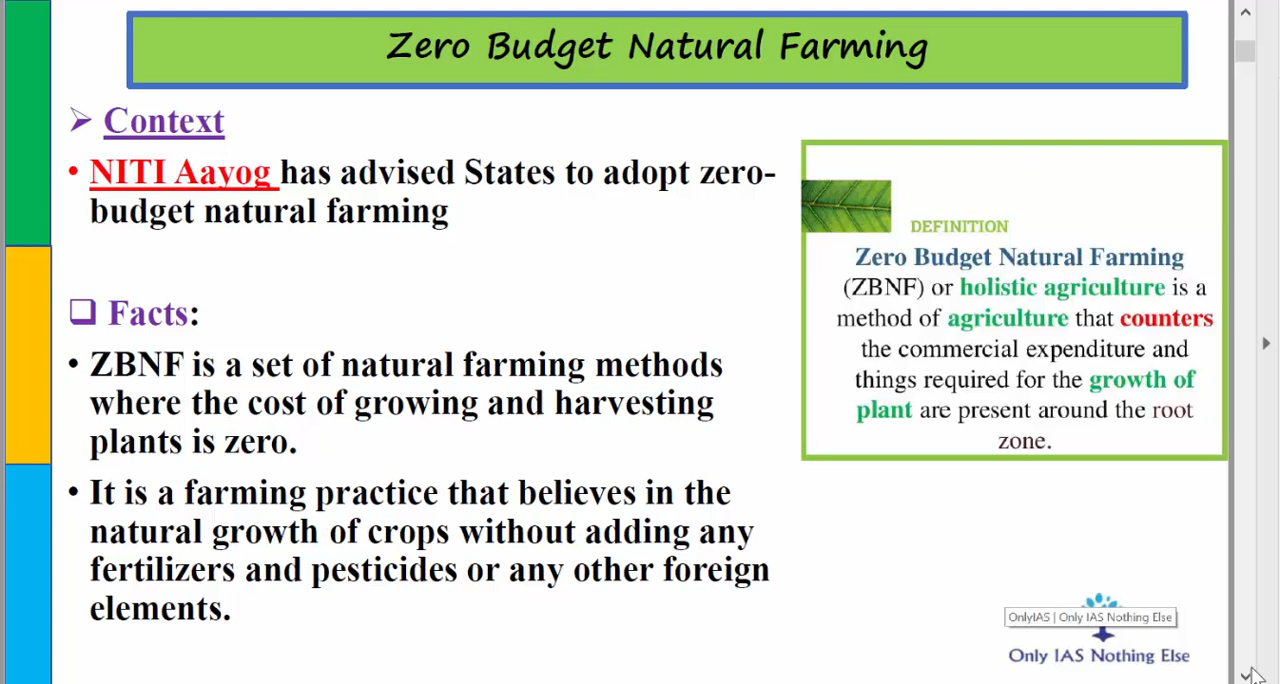 Zero Budget Natural Farming
➢ Context
• NITI Aayog has advised States to adopt zero-
budget natural farming
❑ Facts:
• ZBNF is a set of natural farming methods
where the cost of growing and harvesting
plants is zero.
• It is a farming practice that believes in the
natural growth of crops without adding any
fertilizers and pesticides or any other foreign
elements.
DEFINITION
Zero Budget Natural Farming
(ZBNF) or holistic agriculture is a
method of agriculture that counters
the commercial expenditure and
things required for the growth of
plant are present around the root
zone.
OnlyIAS | Only IAS Nothing Else
Only IAS Nothing Else